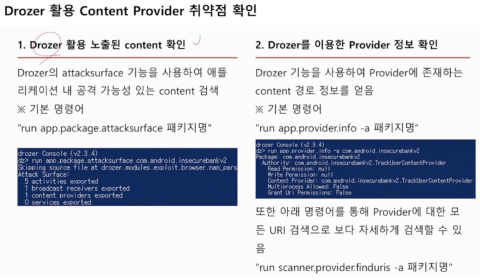 Drozer 활용 Content Provider 취약점 확인
1. Drozer 활용 노출된 content 확인
Drozer의 attacksurface 기능을 사용하여 애플
리케이션 내 공격 가능성 있는 content 검색
※ 기본 명령어
"run app.package.attacksurface 패키지명"
drozer Console (v2.3.4)
dz> run app.package.attacksurface com.android.insecurebankv2
Skipping source file at drozer.modules.exploit.browser.nan_pars
Attack Surface:
5 activities exported
1 broadcast receivers exported
1 content providers exported
0 services exported
2. Drozer를 이용한 Provider 정보 확인
Drozer 기능을 사용하여 Provider에 존재하는
content 경로 정보를 얻음
※ 기본 명령어
"run app.provider.info -a 패키지명"
drozer Console (v2.3.4)
dz> run app.provider.info -a com.android.insecurebankv2
Package: com.android.insecurebankv2
Authority: com.android.insecurebankv2.TrackUserContentProvider
Read Permission: null
Write Permission: null
Content Provider: com.android.insecurebankv2.TrackUserContentProvider
Multiprocess Allowed: False
Grant Uri Permissions: False
또한 아래 명령어를 통해 Provider에 대한 모
든 URI 검색으로 보다 자세하게 검색할 수 있
음
"run scanner.provider.finduris -a 패키지명"